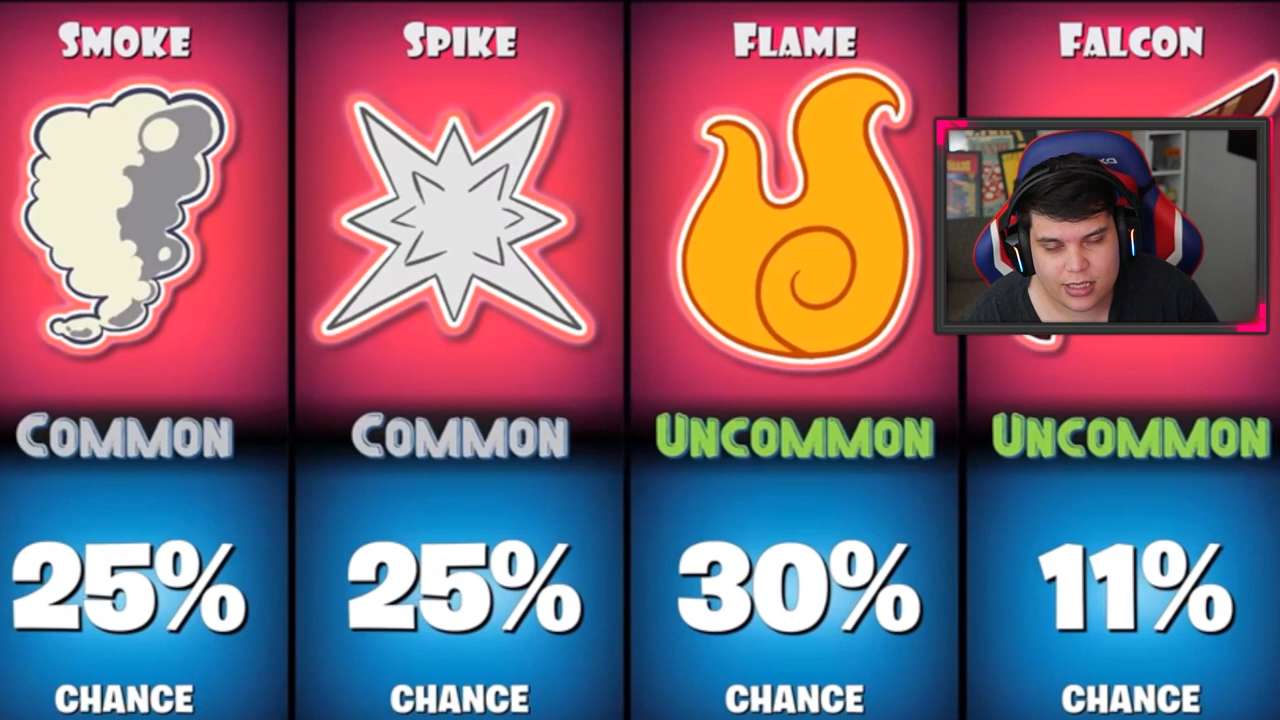 SMOKE
SPIKE
FLAME
FALCON
COMMON
COMMON
UNCOMMON
UNCOMMON
25%
25%
30%
11%
CHANCE
CHANCE
CHANCE
CHANCE